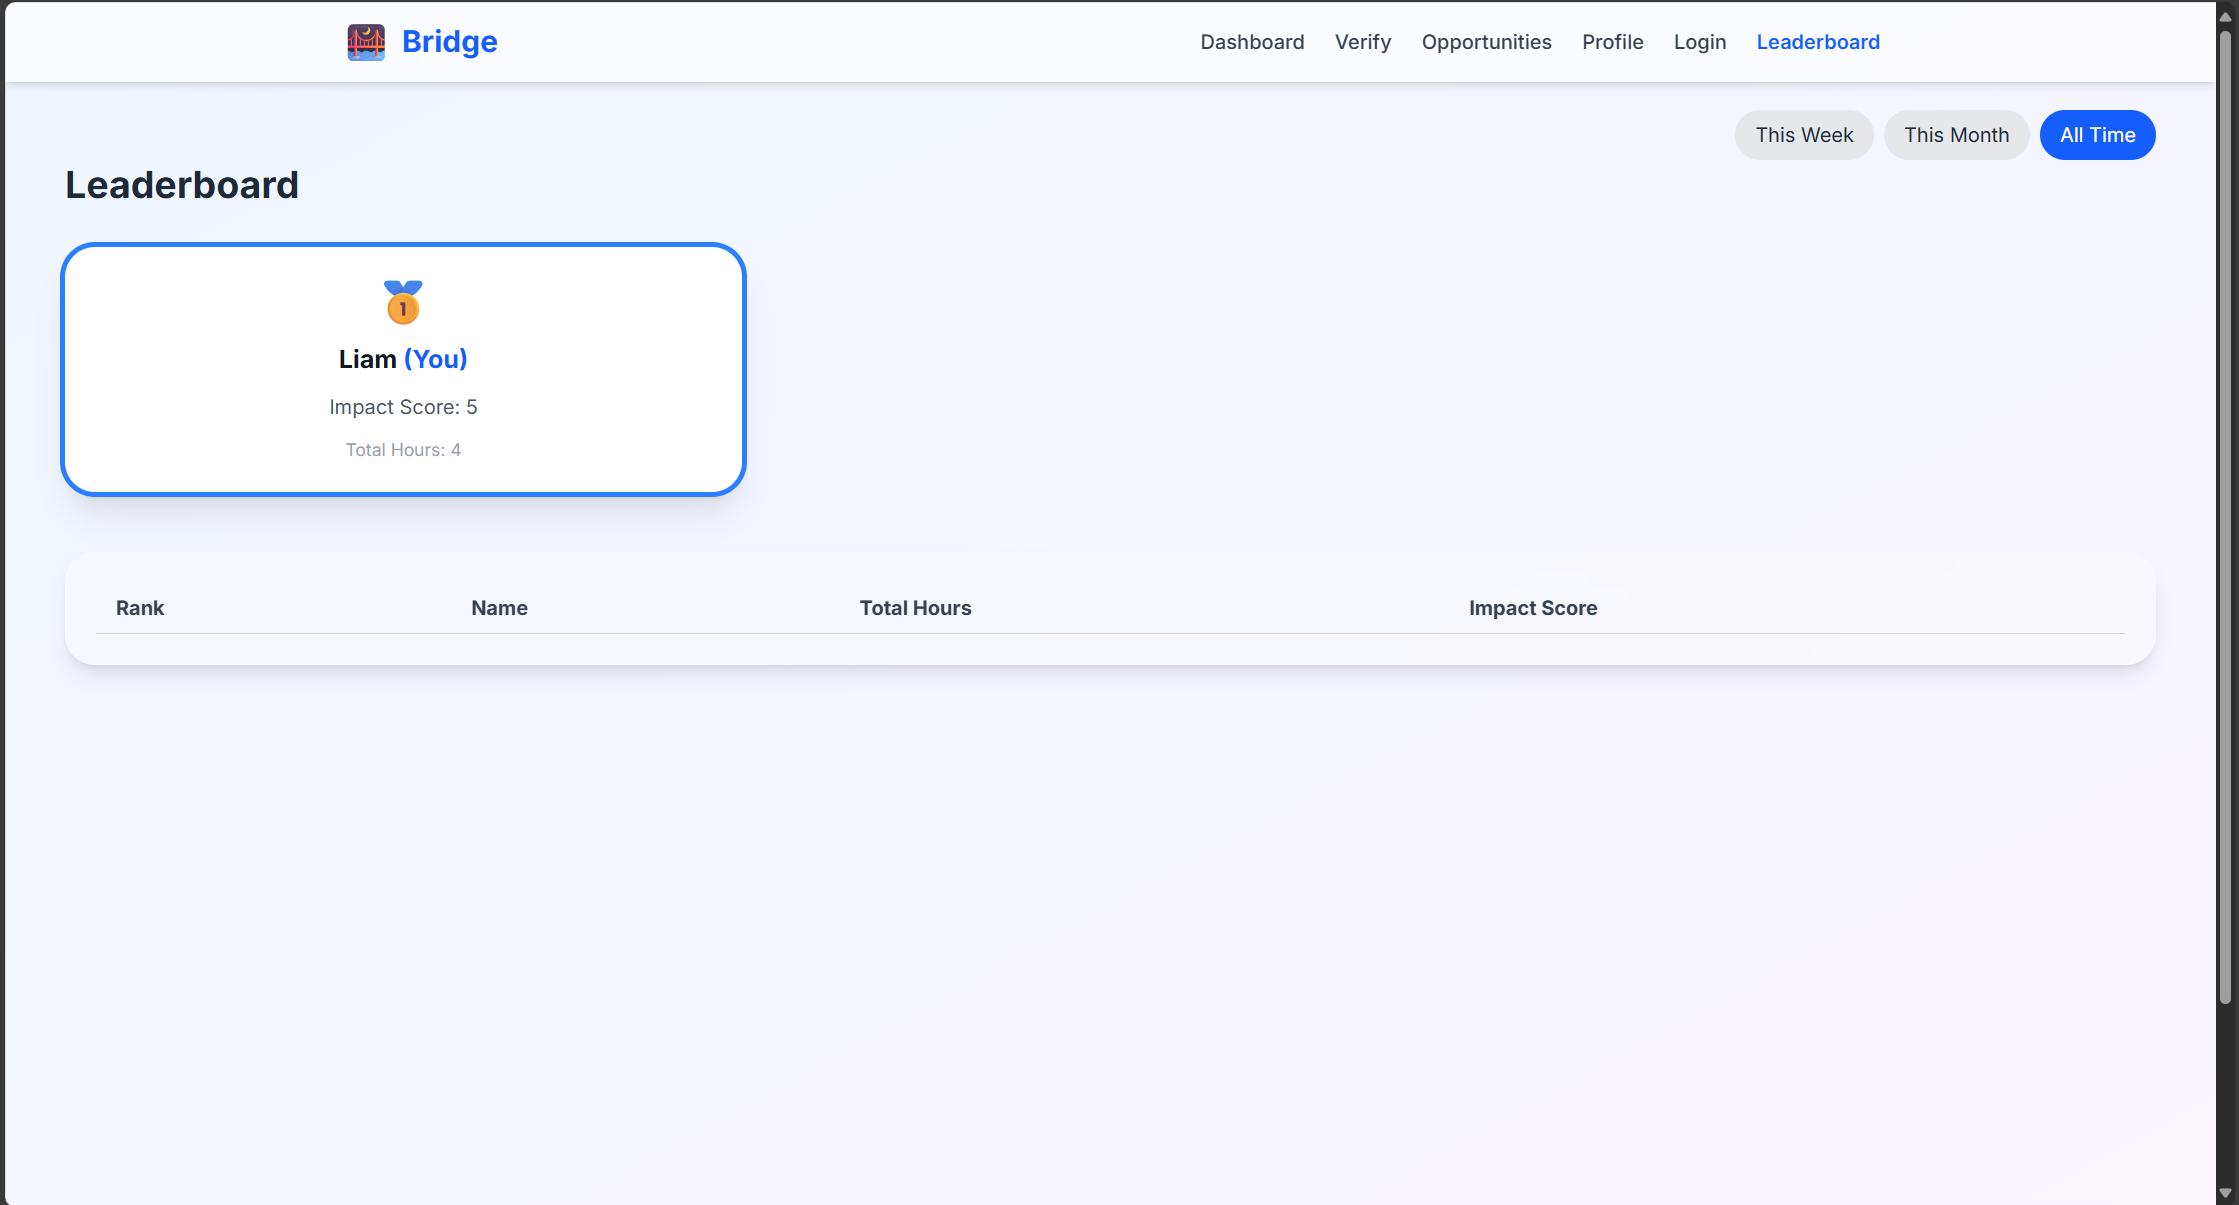 Bridge
Dashboard Verify Opportunities Profile Login Leaderboard
This Week This Month All Time
Leaderboard
1
Liam (You)
Impact Score: 5
Total Hours: 4
Rank Name Total Hours Impact Score